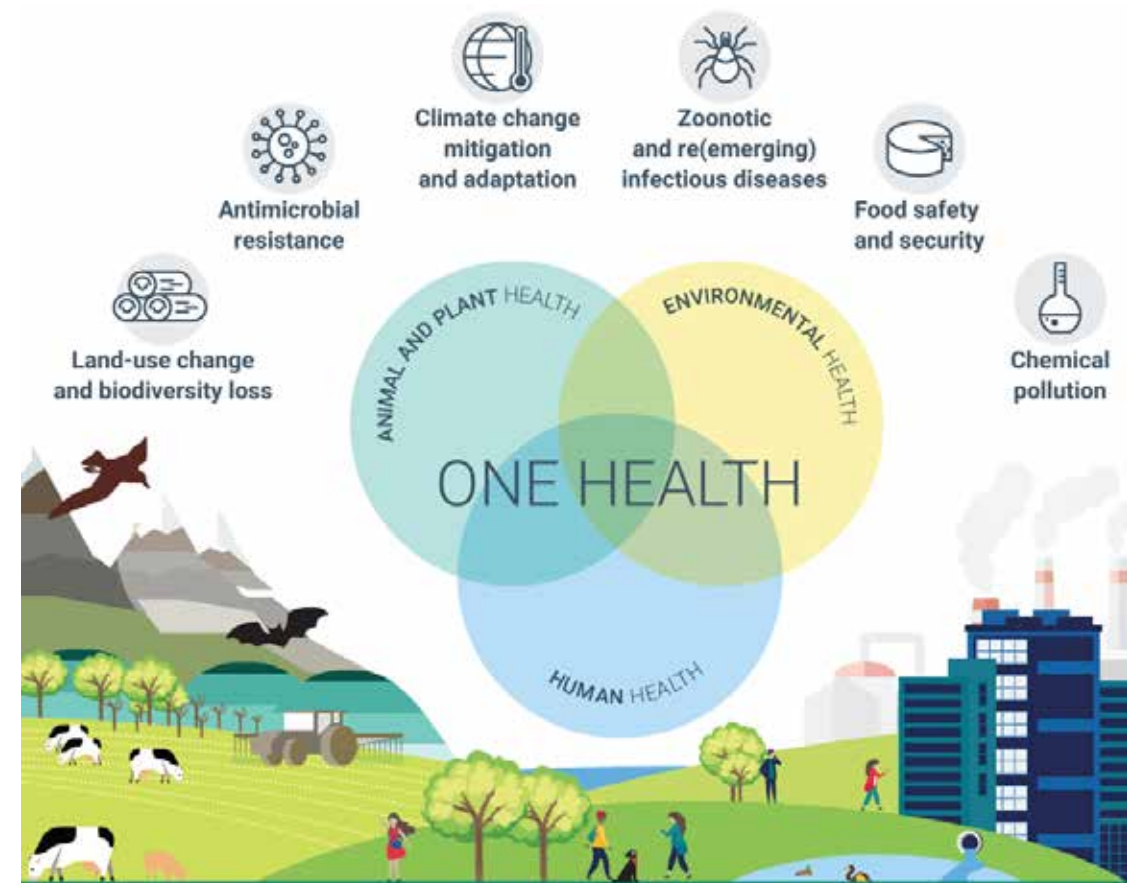 Climate change
mitigation
and adaptation
Zoonotic
and re(emerging)
infectious diseases
Antimicrobial
resistance
Food safety
and security
Land-use change
and biodiversity loss
Chemical
pollution
ANIMAL AND PLANT HEALTH
ENVIRONMENTAL HEALTH
ONE HEALTH
HUMAN HEALTH